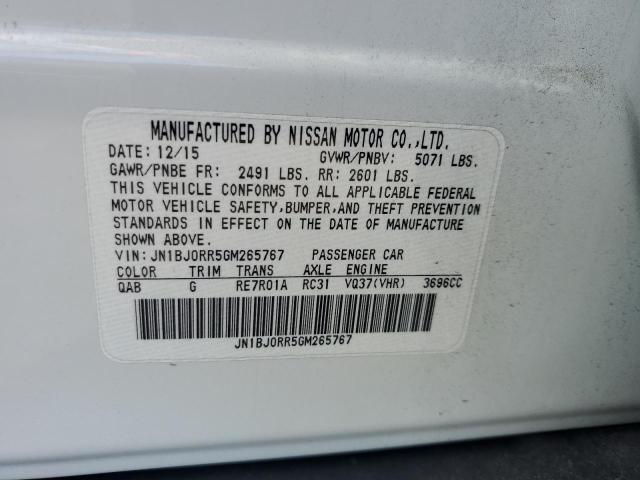 MANUFACTURED BY NISSAN MOTOR CO.,LTD.
DATE: 12/15 GVWR/PNBV: 5071 LBS.
GAWR/PNBE FR: 2491 LBS. RR: 2601 LBS.
THIS VEHICLE CONFORMS TO ALL APPLICABLE FEDERAL
MOTOR VEHICLE SAFETY,BUMPER,AND THEFT PREVENTION
STANDARDS IN EFFECT ON THE DATE OF MANUFACTURE
SHOWN ABOVE.
VIN:JN1BJ0RR5GM265767 PASSENGER CAR
COLOR TRIM TRANS AXLE ENGINE
QAB G RE7R01A RC31 VQ37(VHR) 3696CC
JN1BJ0RR5GM265767